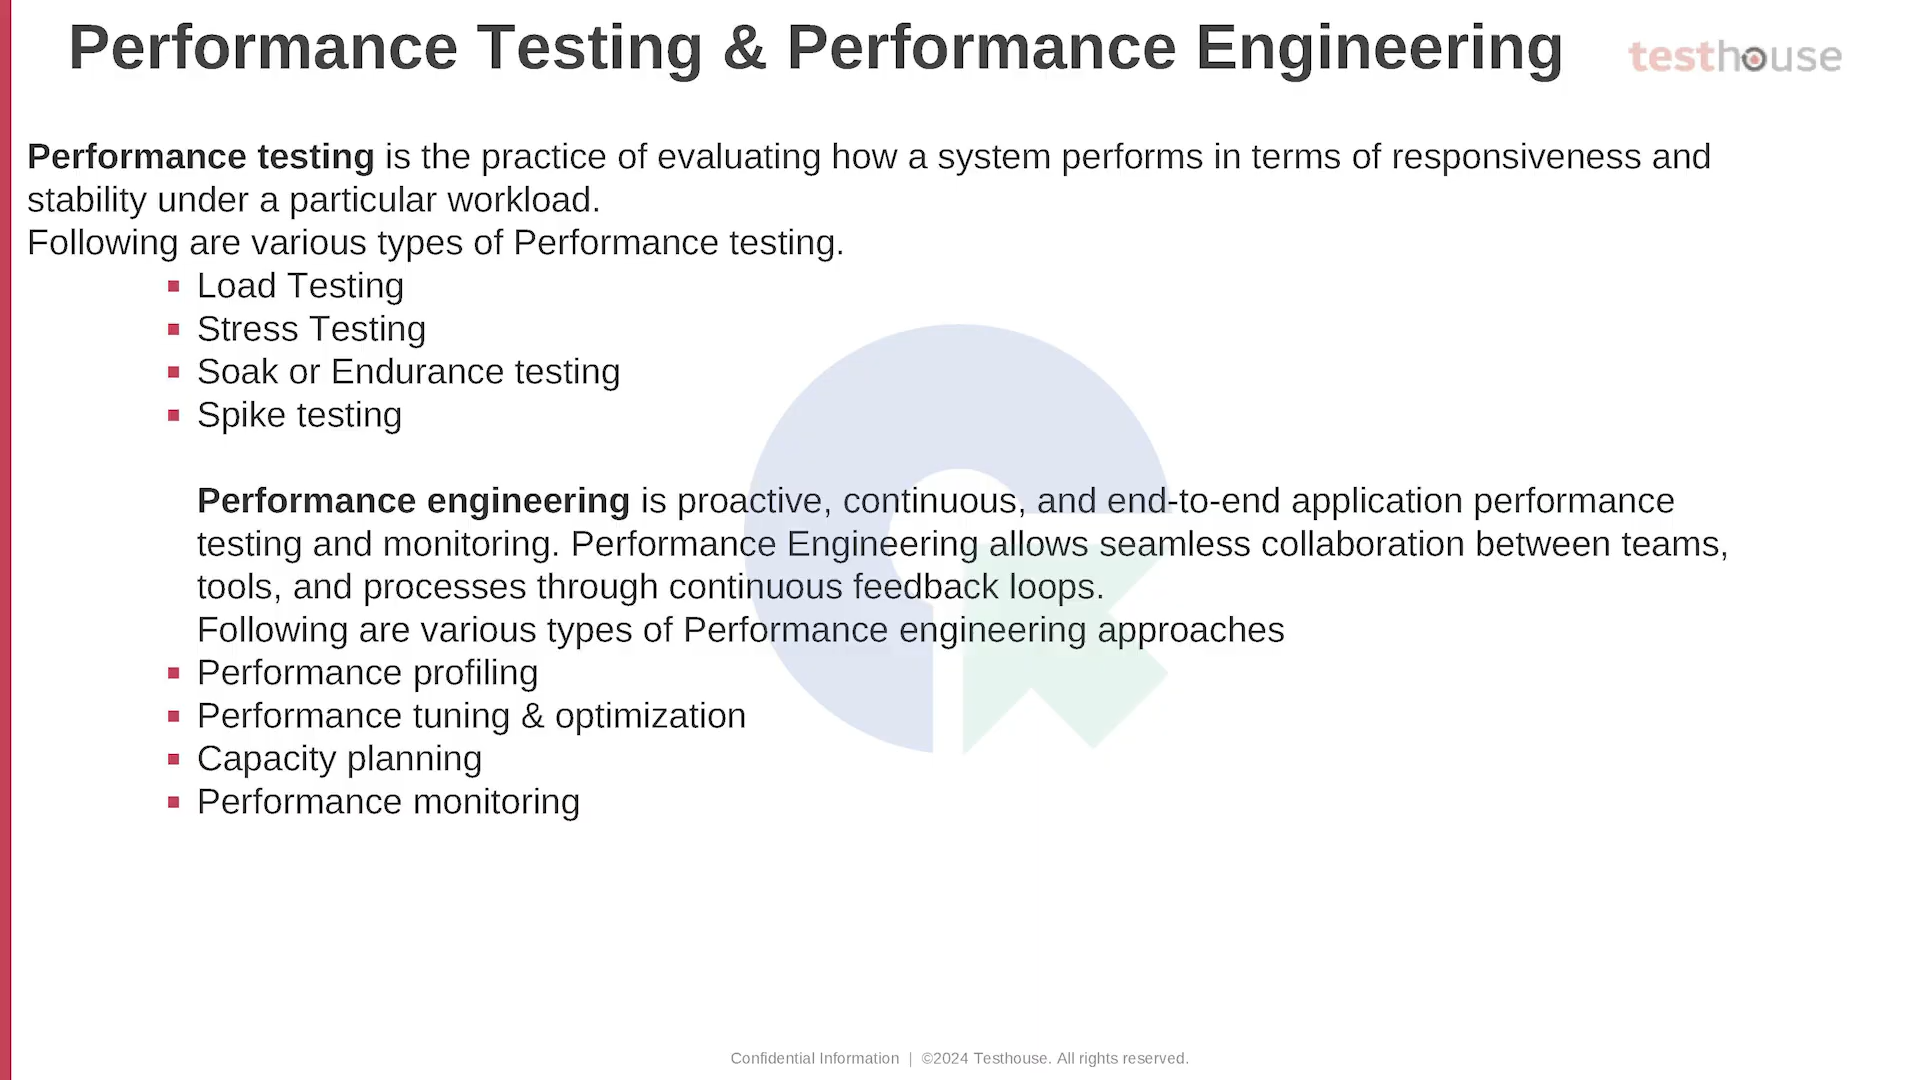 Performance Testing & Performance Engineering
testhouse
Performance testing is the practice of evaluating how a system performs in terms of responsiveness and
stability under a particular workload.
Following are various types of Performance testing.
▪ Load Testing
▪ Stress Testing
▪ Soak or Endurance testing
▪ Spike testing
Performance engineering is proactive, continuous, and end-to-end application performance
testing and monitoring. Performance Engineering allows seamless collaboration between teams,
tools, and processes through continuous feedback loops.
Following are various types of Performance engineering approaches
▪ Performance profiling
▪ Performance tuning & optimization
▪ Capacity planning
▪ Performance monitoring
Confidential Information | ©2024 Testhouse. All rights reserved.